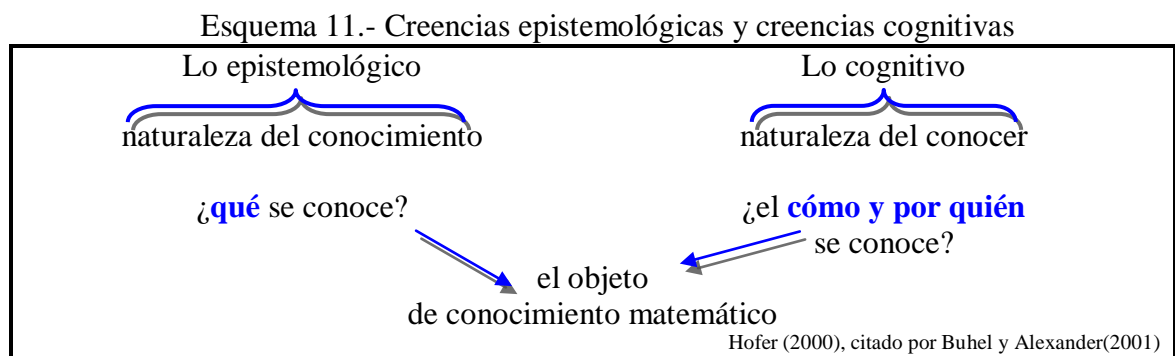 Esquema 11.- Creencias epistemológicas y creencias cognitivas
Lo epistemológico
naturaleza del conocimiento
¿qué se conoce?
Lo cognitivo
naturaleza del conocer
¿el cómo y por quién
se conoce?
el objeto
de conocimiento matemático
Hofer (2000), citado por Buhel y Alexander(2001)